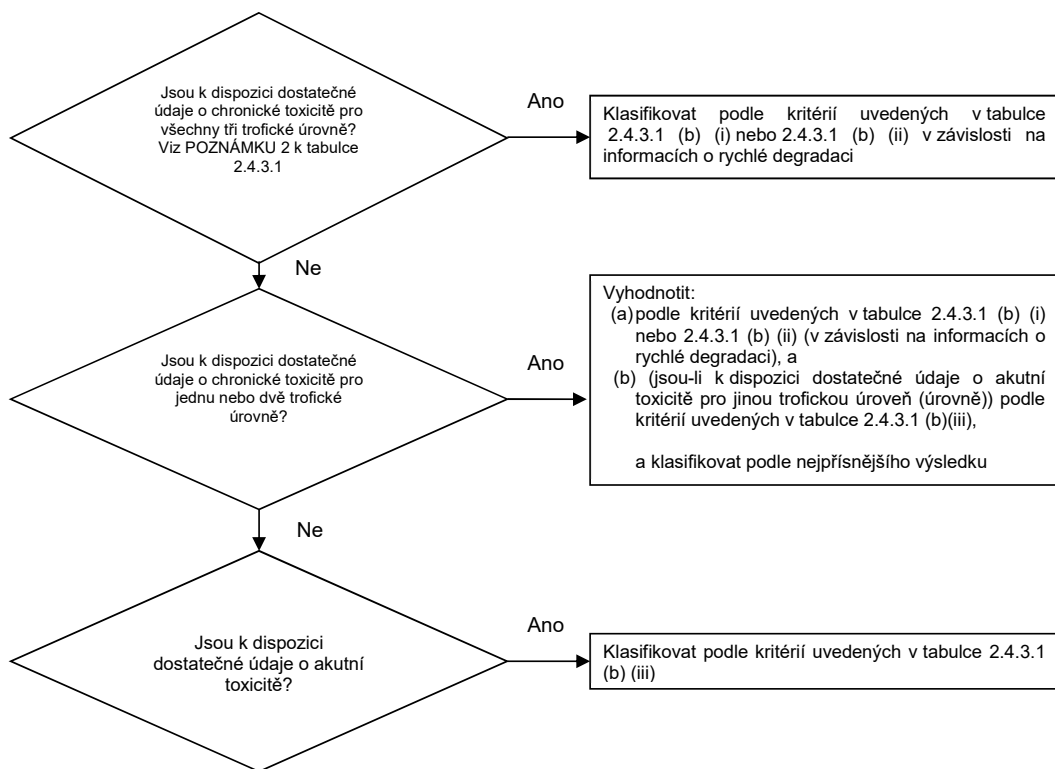 Jsou k dispozici dostatečné
údaje o chronické toxicitě pro
všechny tři trofické úrovně?
Viz POZNÁMKU 2 k tabulce
2.4.3.1
Ano
Klasifikovat podle kritérií uvedených v tabulce
2.4.3.1 (b) (i) nebo 2.4.3.1 (b) (ii) v závislosti na
informacích o rychlé degradaci
Ne
Jsou k dispozici dostatečné
údaje o chronické toxicitě pro
jednu nebo dvě trofické
úrovně?
Ano
Vyhodnotit:
(a) podle kritérií uvedených v tabulce 2.4.3.1 (b) (i)
nebo 2.4.3.1 (b) (ii) (v závislosti na informacích o
rychlé degradaci), a
(b) (jsou-li k dispozici dostatečné údaje o akutní
toxicitě pro jinou trofickou úroveň (úrovně)) podle
kritérií uvedených v tabulce 2.4.3.1 (b)(iii),
a klasifikovat podle nejpřísnějšího výsledku
Ne
Jsou k dispozici
dostatečné údaje o akutní
toxicitě?
Ano
Klasifikovat podle kritérií uvedených v tabulce 2.4.3.1
(b) (iii)